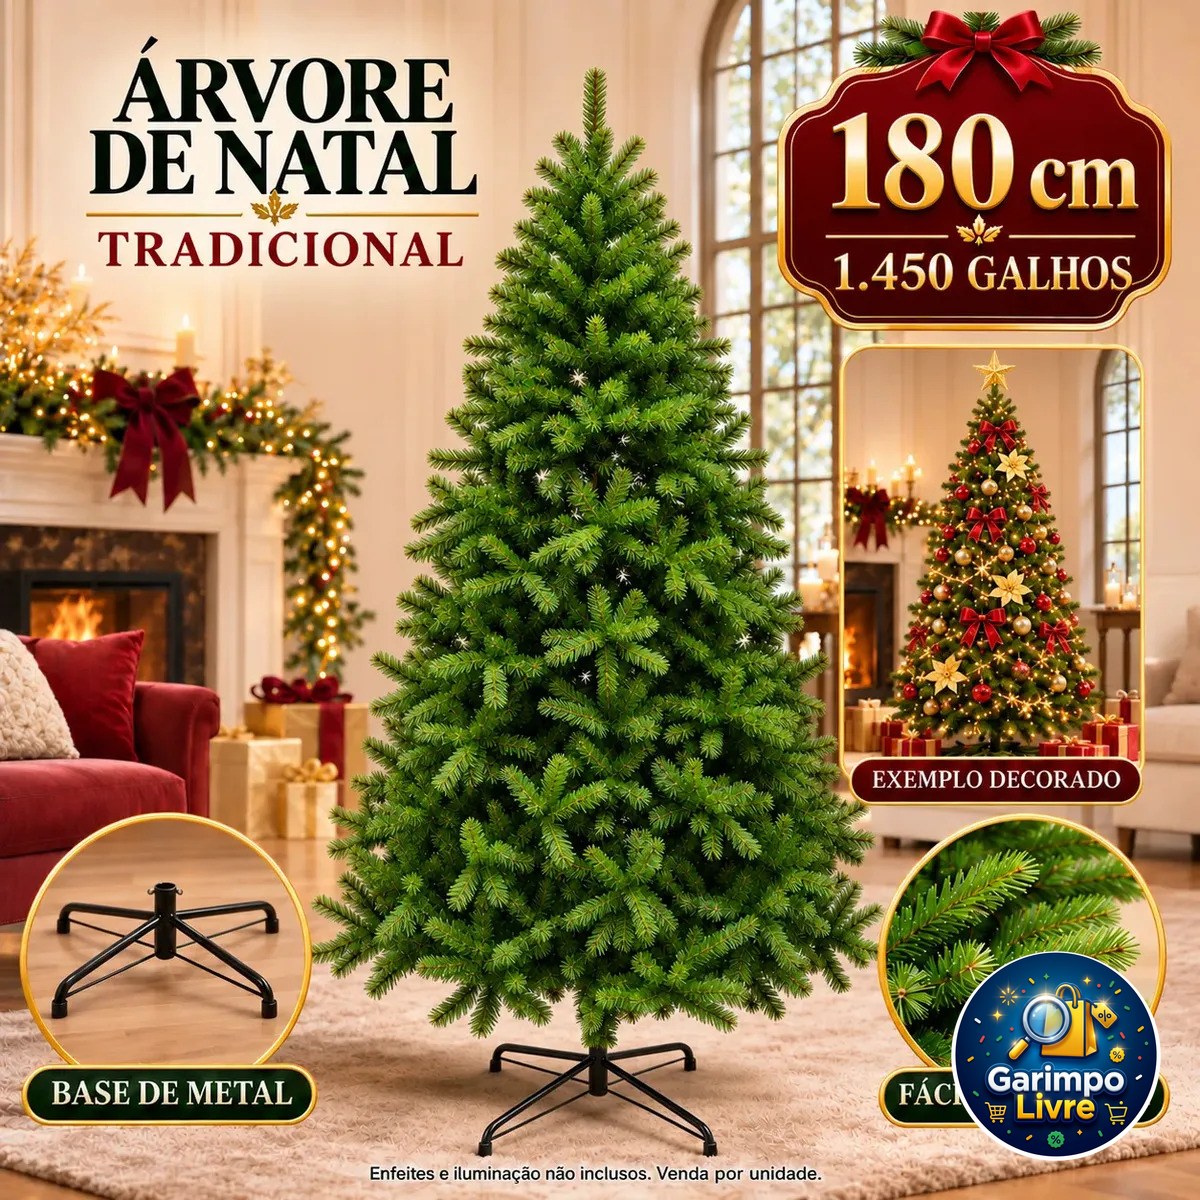 ÁRVORE
DE NATAL
TRADICIONAL
180 cm
1.450 GALHOS
EXEMPLO DECORADO
BASE DE METAL
Garimpo
Livre
Enfeites e iluminação não inclusos. Venda por unidade.